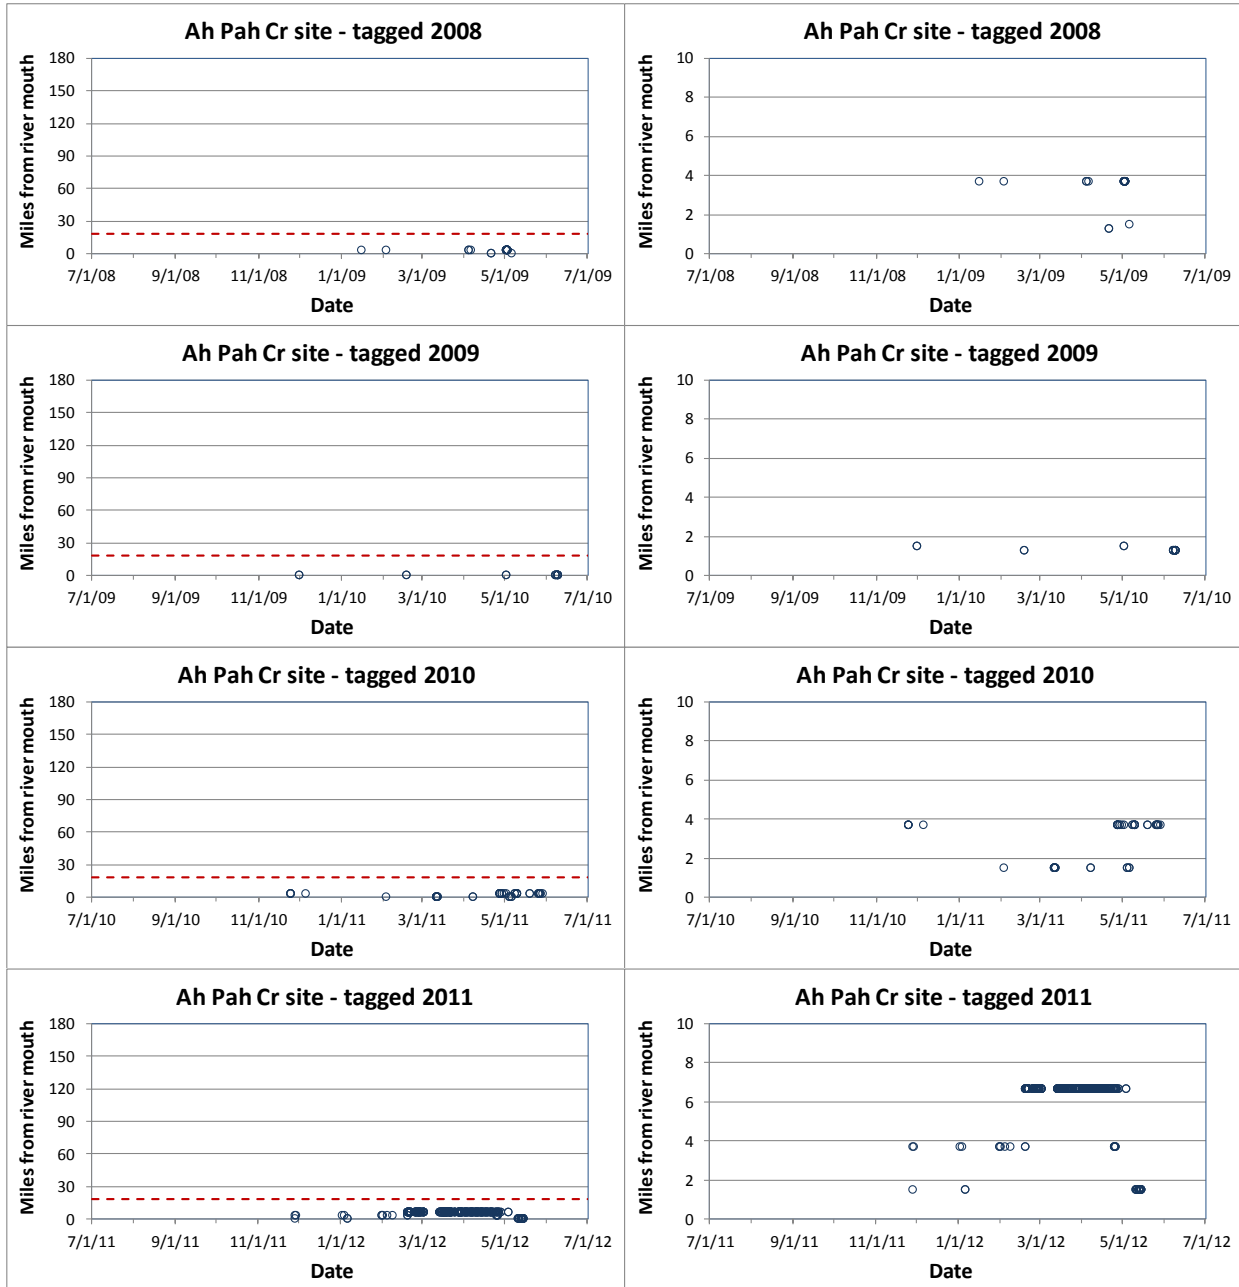 Ah Pah Cr site - tagged 2008
Miles from river mouth
180
150
120
90
60
30
0
7/1/08 9/1/08 11/1/08 1/1/09 3/1/09 5/1/09 7/1/09
Date
Ah Pah Cr site - tagged 2008
Miles from river mouth
10
8
6
4
2
0
7/1/08 9/1/08 11/1/08 1/1/09 3/1/09 5/1/09 7/1/09
Date
Ah Pah Cr site - tagged 2009
Miles from river mouth
180
150
120
90
60
30
0
7/1/09 9/1/09 11/1/09 1/1/10 3/1/10 5/1/10 7/1/10
Date
Ah Pah Cr site - tagged 2009
Miles from river mouth
10
8
6
4
2
0
7/1/09 9/1/09 11/1/09 1/1/10 3/1/10 5/1/10 7/1/10
Date
Ah Pah Cr site - tagged 2010
Miles from river mouth
180
150
120
90
60
30
0
7/1/10 9/1/10 11/1/10 1/1/11 3/1/11 5/1/11 7/1/11
Date
Ah Pah Cr site - tagged 2010
Miles from river mouth
10
8
6
4
2
0
7/1/10 9/1/10 11/1/10 1/1/11 3/1/11 5/1/11 7/1/11
Date
Ah Pah Cr site - tagged 2011
Miles from river mouth
180
150
120
90
60
30
0
7/1/11 9/1/11 11/1/11 1/1/12 3/1/12 5/1/12 7/1/12
Date
Ah Pah Cr site - tagged 2011
Miles from river mouth
10
8
6
4
2
0
7/1/11 9/1/11 11/1/11 1/1/12 3/1/12 5/1/12 7/1/12
Date